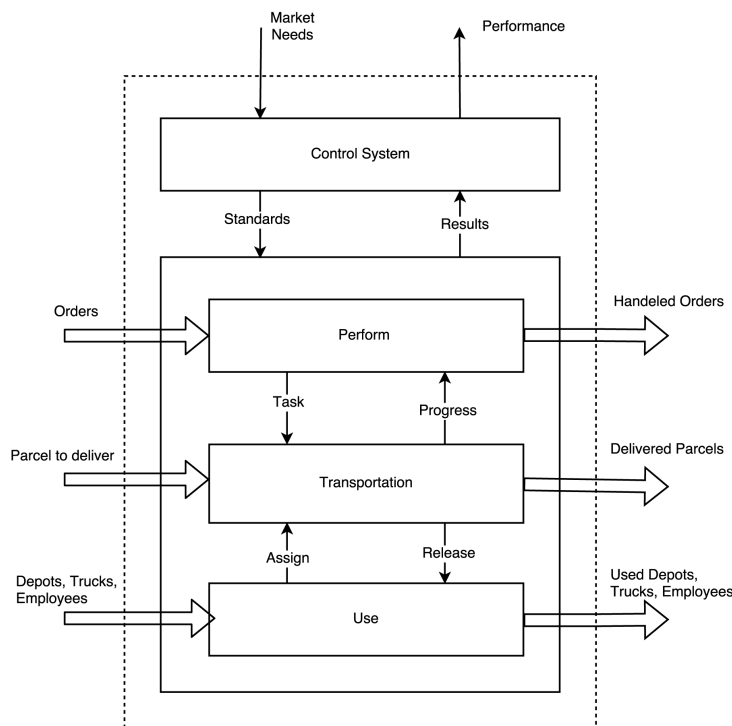 Market
Needs
Performance
Control System
Standards
Results
Orders
Handeled Orders
Perform
Task
Progress
Parcel to deliver
Delivered Parcels
Transportation
Assign
Release
Depots, Trucks,
Employees
Used Depots,
Trucks, Employees
Use